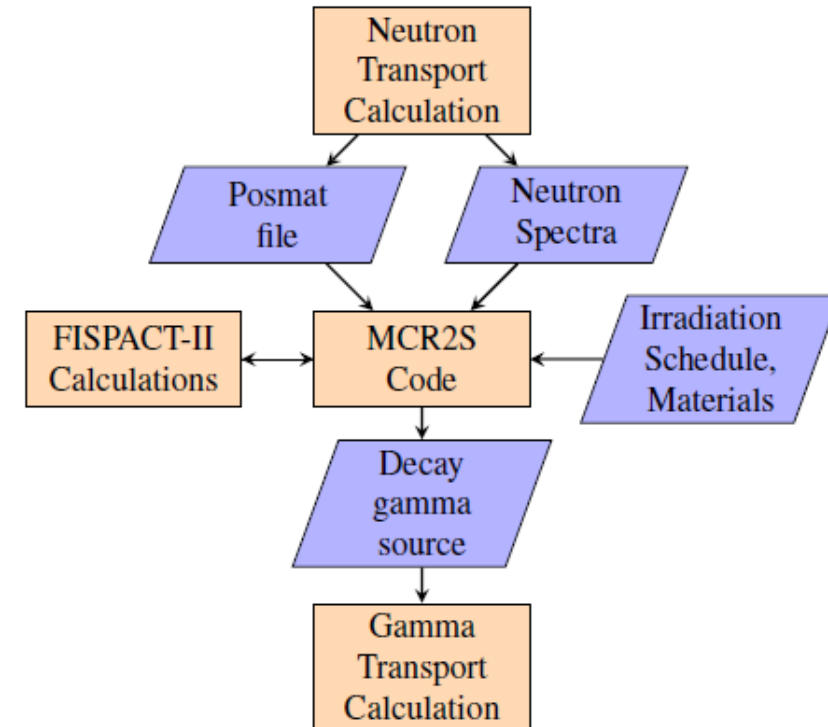 Neutron
Transport
Calculation
Posmat
file
Neutron
Spectra
FISPACT-II
Calculations
MCR2S
Code
Irradiation
Schedule,
Materials
Decay
gamma
source
Gamma
Transport
Calculation